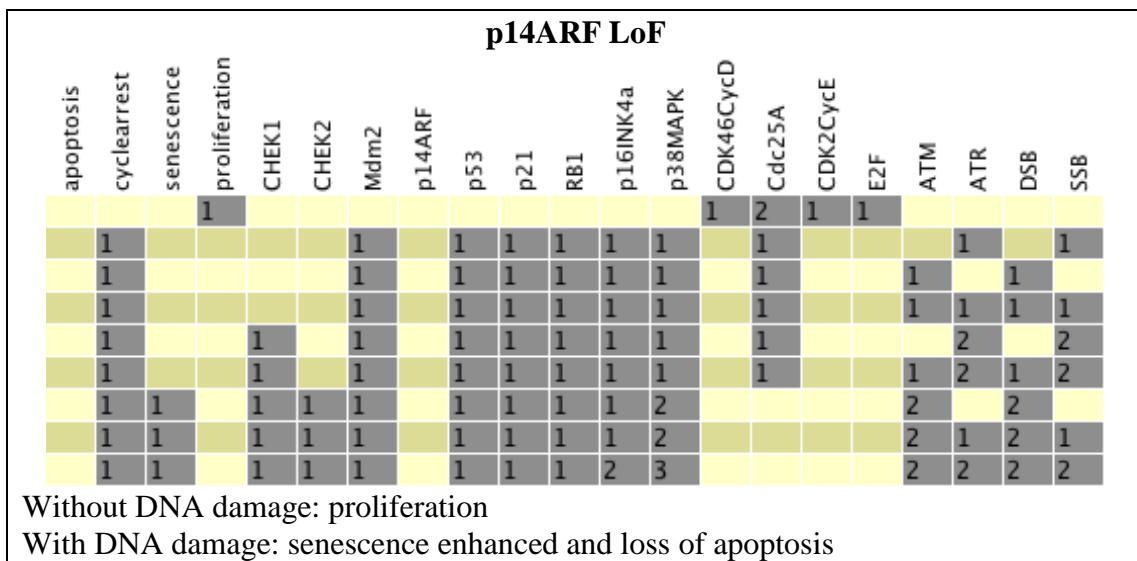 p14ARF LoF
apoptosis cyclearrest senescence proliferation CHEK1 CHEK2 Mdm2 p14ARF p53 p21 RB1 p16INK4a p38MAPK CDK46CycD Cdc25A CDK2CycE E2F ATM ATR DSB SSB
1 1 2 1 1
1 1 1 1 1 1 1 1 1 1
1 1 1 1 1 1 1 1 1 1
1 1 1 1 1 1 1 1 1 1 1 1
1 1 1 1 1 1 1 1 1 2 2
1 1 1 1 1 1 1 1 1 1 2 1 2
1 1 1 1 1 1 1 1 1 2 2 2
1 1 1 1 1 1 1 1 1 2 2 1 2 1
1 1 1 1 1 1 1 1 2 3 2 2 2 2
Without DNA damage: proliferation
With DNA damage: senescence enhanced and loss of apoptosis